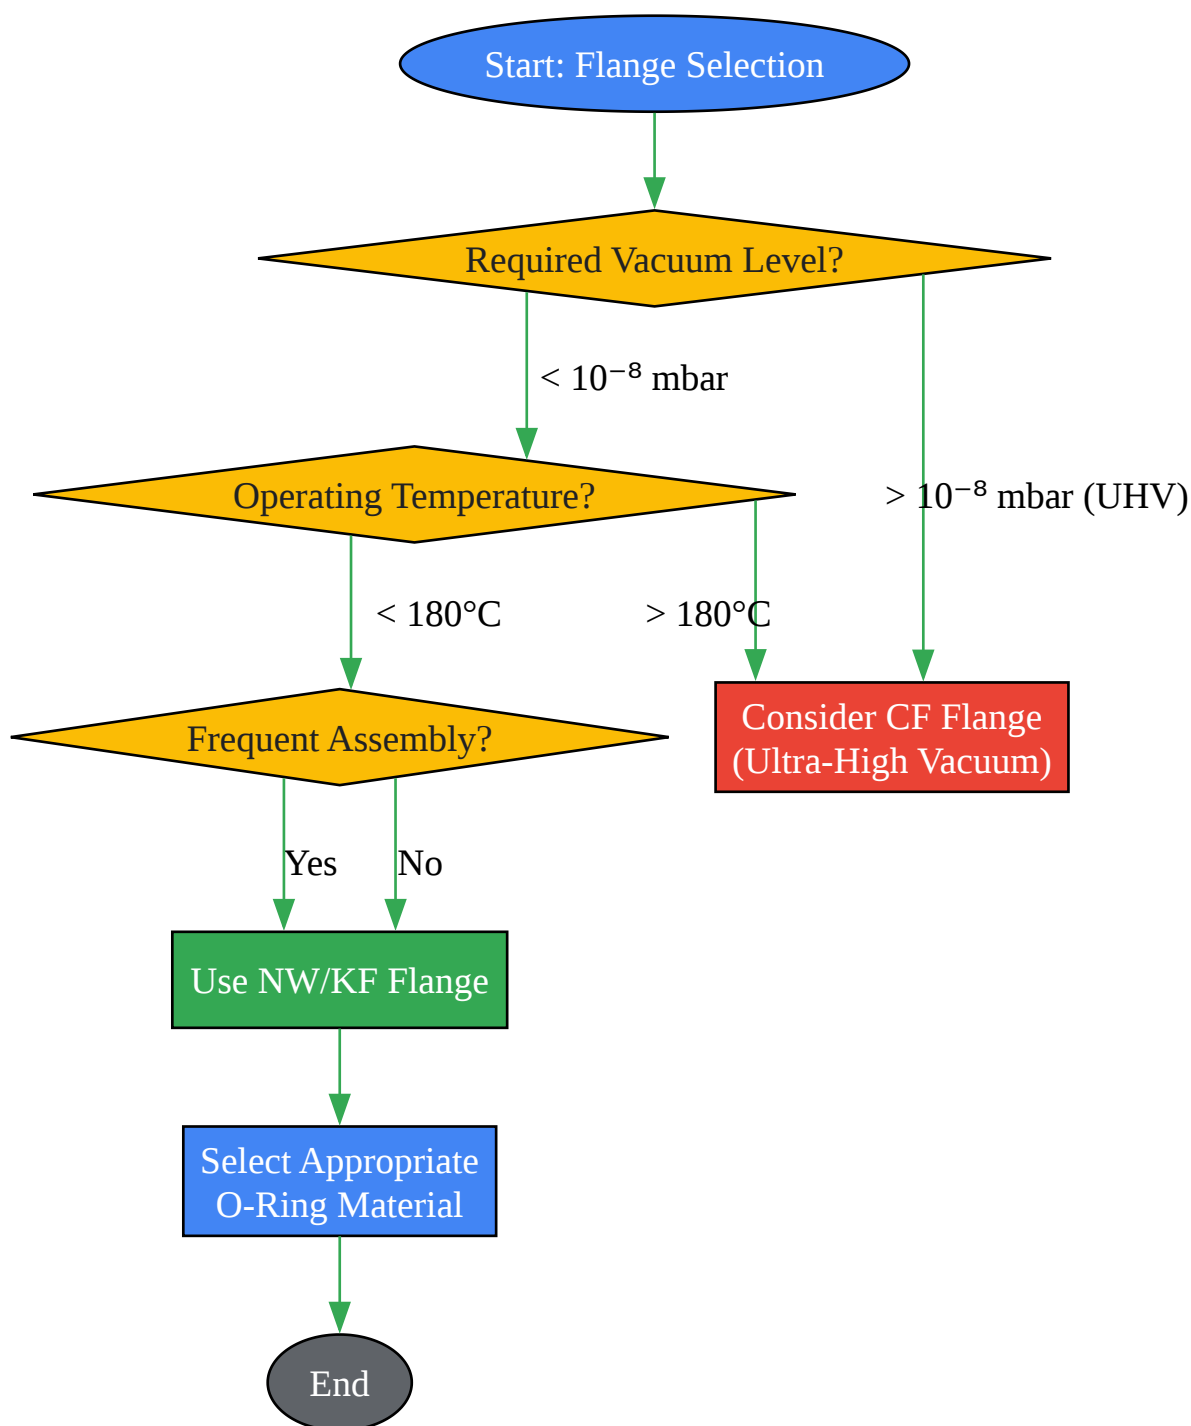 Start: Flange Selection
Required Vacuum Level?
< 10⁻⁸ mbar
Operating Temperature?
> 10⁻⁸ mbar (UHV)
< 180°C
> 180°C
Frequent Assembly?
Consider CF Flange
(Ultra-High Vacuum)
Yes
No
Use NW/KF Flange
Select Appropriate
O-Ring Material
End